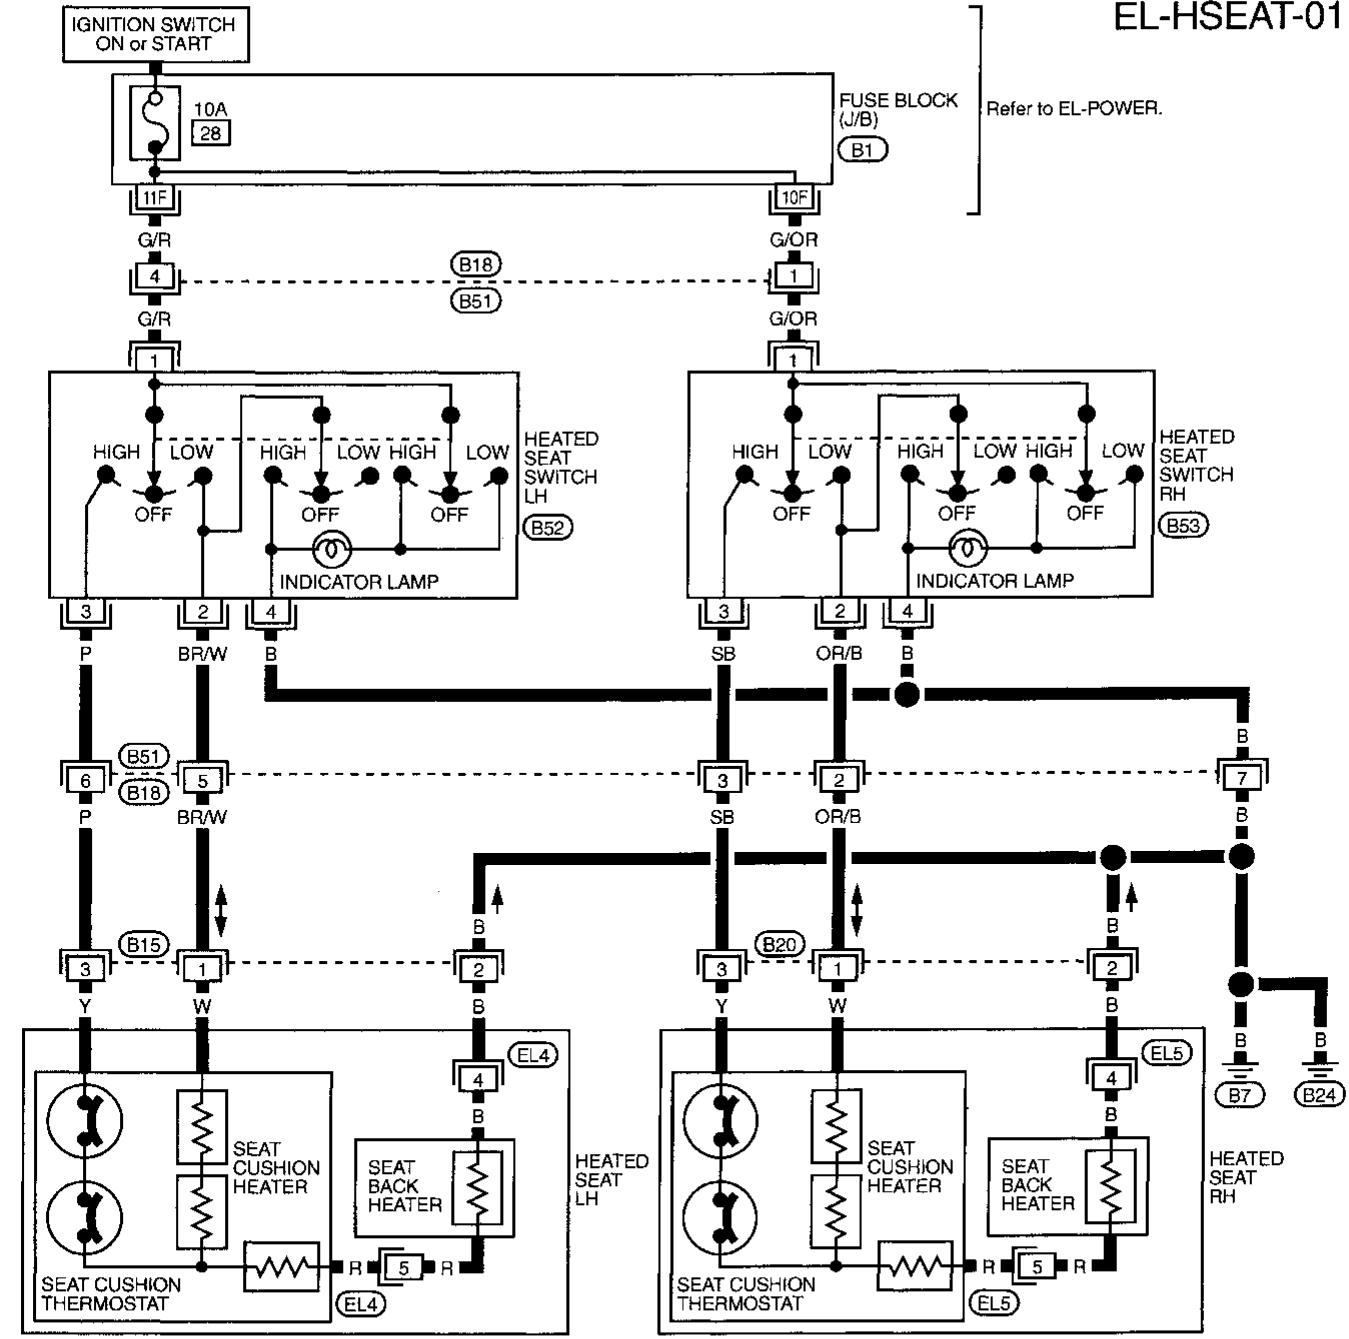 EL-HSEAT-01
IGNITION SWITCH
ON or START
10A
28
FUSE BLOCK
(J/B)
B1
Refer to EL-POWER.
11F
10F
G/R
G/OR
4
B18
B51
1
G/R
G/OR
1
1
HIGH
LOW
HIGH
LOW
HIGH
LOW
OFF
OFF
OFF
INDICATOR LAMP
HEATED
SEAT
SWITCH
LH
B52
HIGH
LOW
HIGH
LOW
HIGH
LOW
OFF
OFF
OFF
INDICATOR LAMP
HEATED
SEAT
SWITCH
RH
B53
3
2
4
3
2
4
P
BR/W
B
SB
OR/B
B
B
6
B51
B18
5
3
2
7
P
BR/W
SB
OR/B
B
B
B
3
B15
1
2
3
B20
1
2
Y
W
B
Y
W
B
B
B
B7
B24
EL4
4
B
SEAT
CUSHION
HEATER
SEAT
BACK
HEATER
HEATED
SEAT
LH
R
5
R
SEAT CUSHION
THERMOSTAT
EL4
EL5
4
B
SEAT
CUSHION
HEATER
SEAT
BACK
HEATER
HEATED
SEAT
RH
R
5
R
SEAT CUSHION
THERMOSTAT
EL5